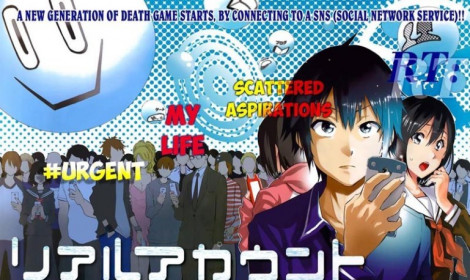 A NEW GENERATION OF DEATH GAME STARTS, BY CONNECTING TO A SNS (SOCIAL NETWORK SERVICE)!!
RT:
SCATTERED
ASPIRATIONS
MY
LIFE
#URGENT
リアルアカウント